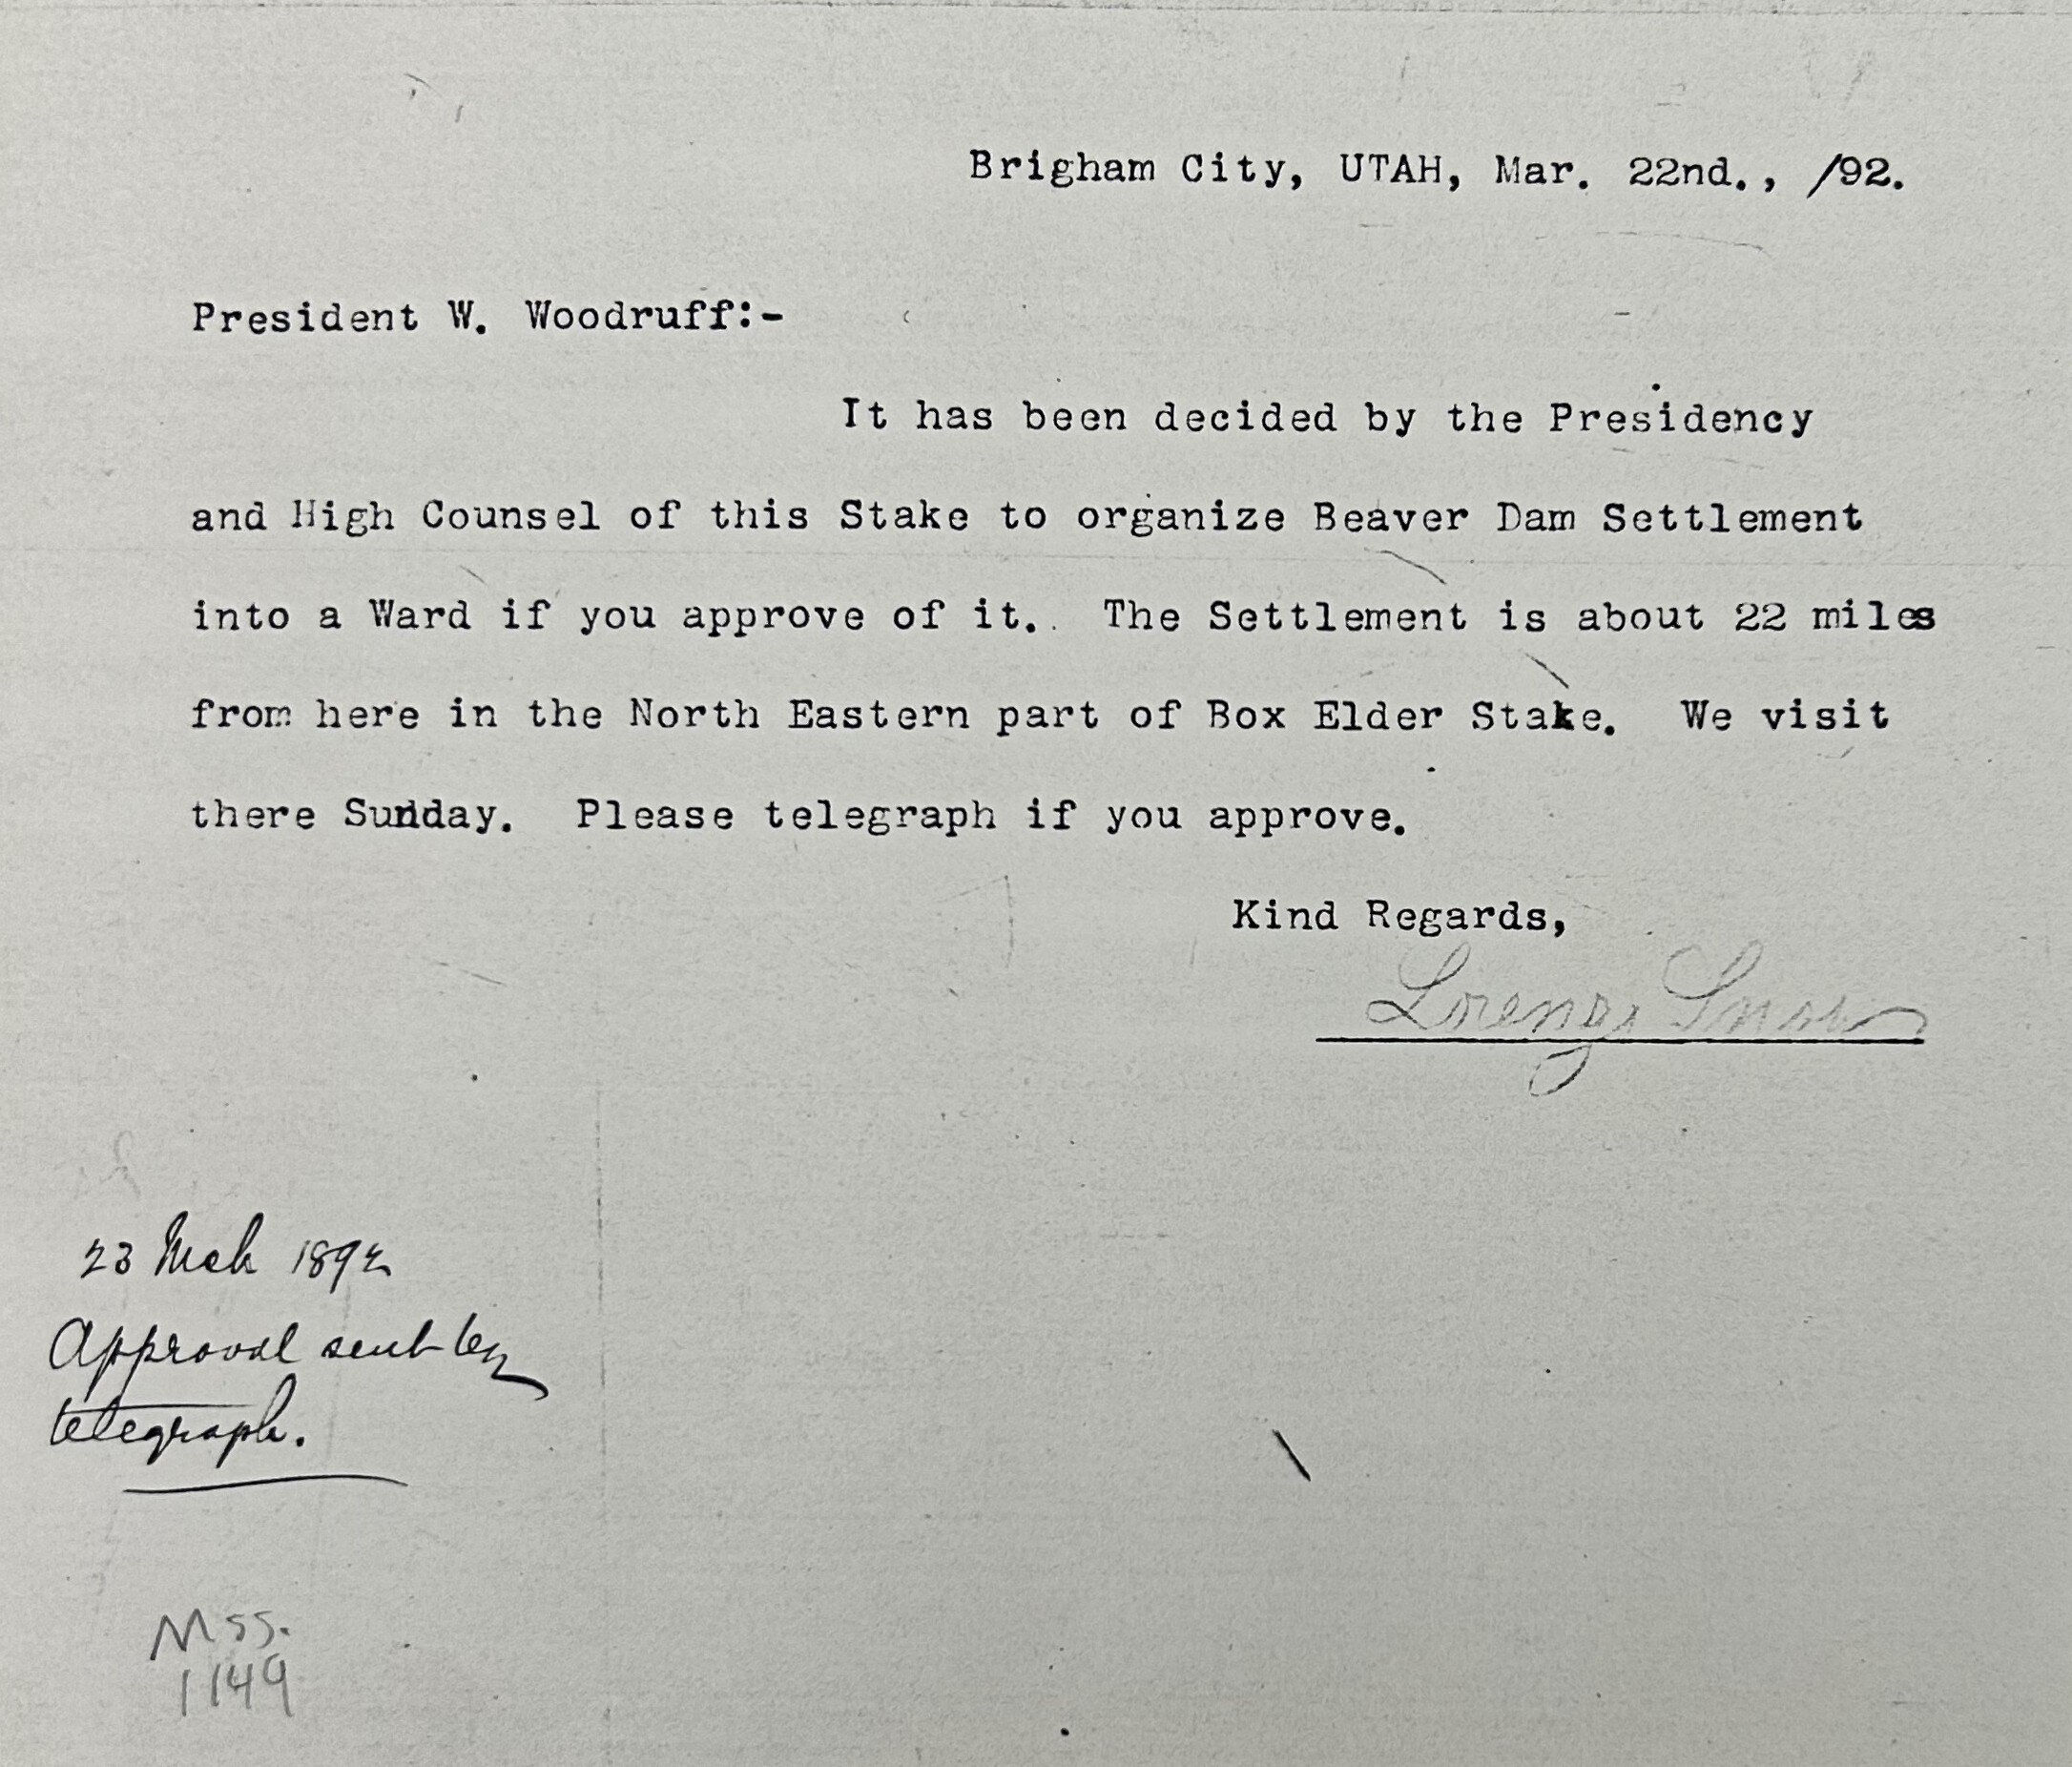 Brigham City, UTAH, Mar. 22nd., /92.
President W. Woodruff:-
It has been decided by the Presidency
and High Counsel of this Stake to organize Beaver Dam Settlement
into a Ward if you approve of it.. The Settlement is about 22 miles
from here in the North Eastern part of Box Elder Stake. We visit
there Sunday. Please telegraph if you approve.
Kind Regards,
Lorenzo Snow
23 Mch 1892
Approval sent by
telegraph.
Mss.
1149